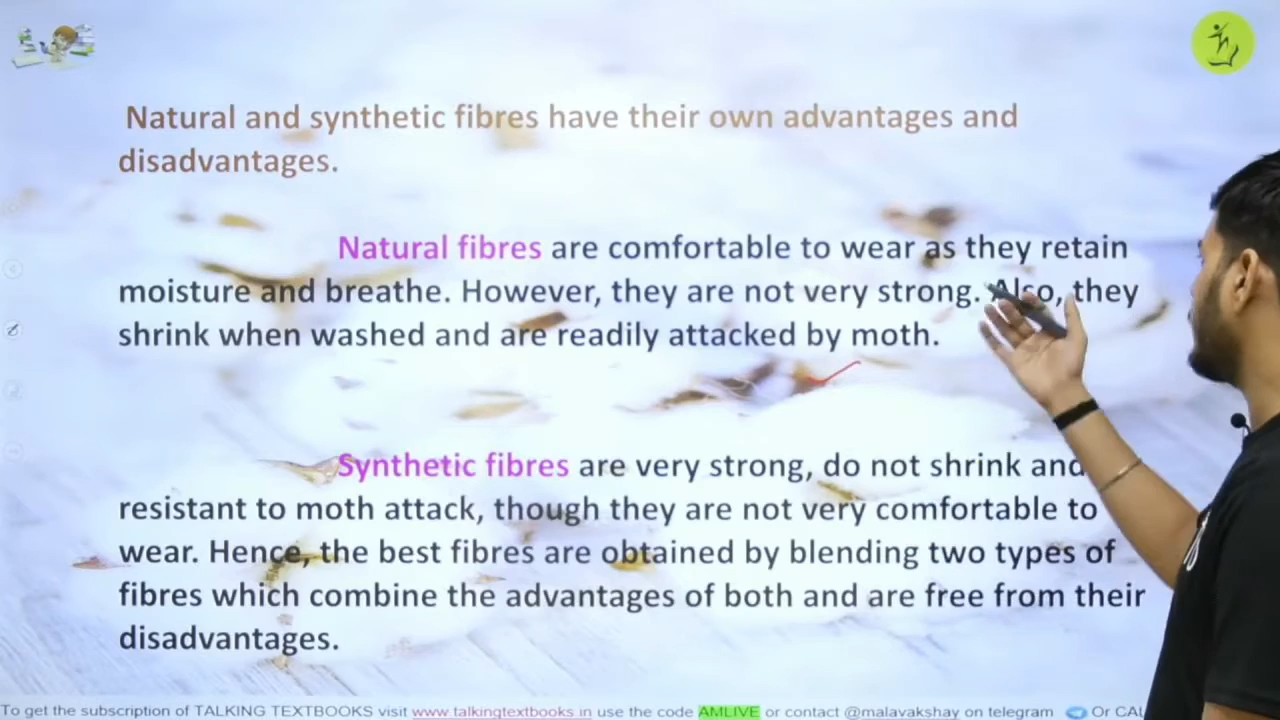 Natural and synthetic fibres have their own advantages and
disadvantages.
Natural fibres are comfortable to wear as they retain
moisture and breathe. However, they are not very strong. Also, they
shrink when washed and are readily attacked by moth.
Synthetic fibres are very strong, do not shrink and
resistant to moth attack, though they are not very comfortable to
wear. Hence, the best fibres are obtained by blending two types of
fibres which combine the advantages of both and are free from their
disadvantages.
To get the subscription of TALKING TEXTBOOKS visit www.talkingtextbooks.in use the code AMLIVE or contact @malavakshay on telegram Or CAL